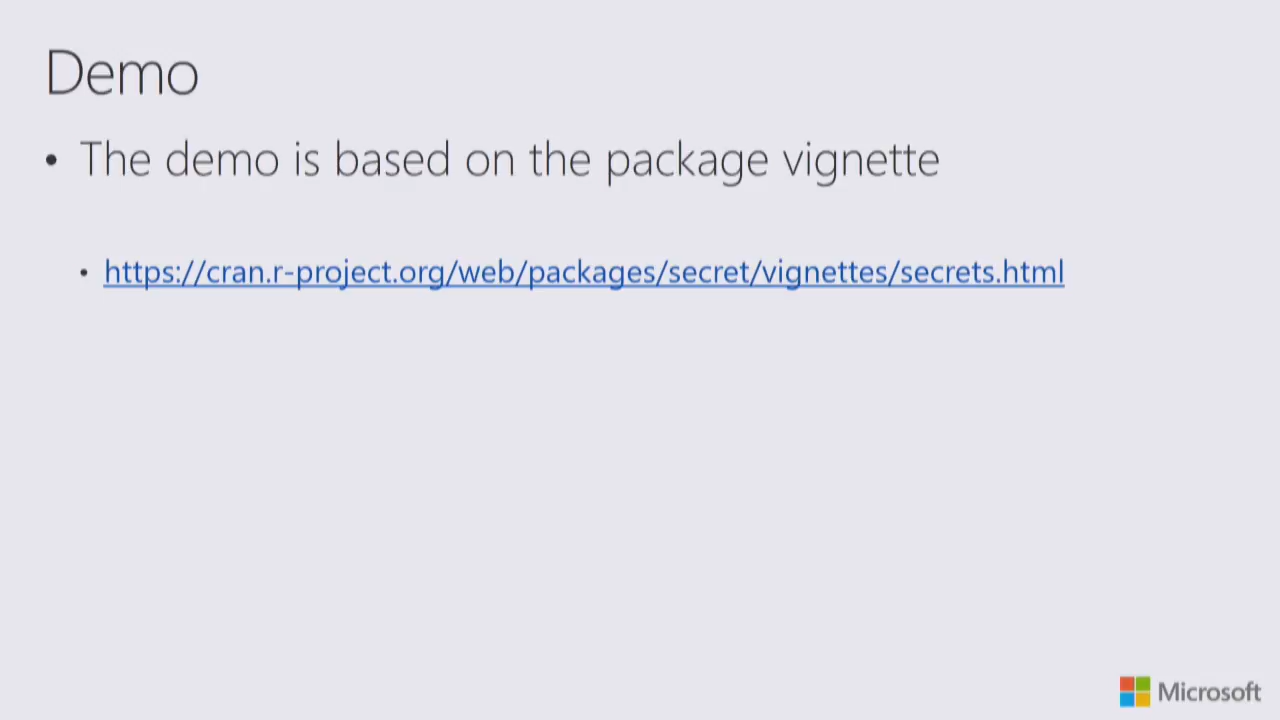 Demo
• The demo is based on the package vignette
• https://cran.r-project.org/web/packages/secret/vignettes/secrets.html
Microsoft